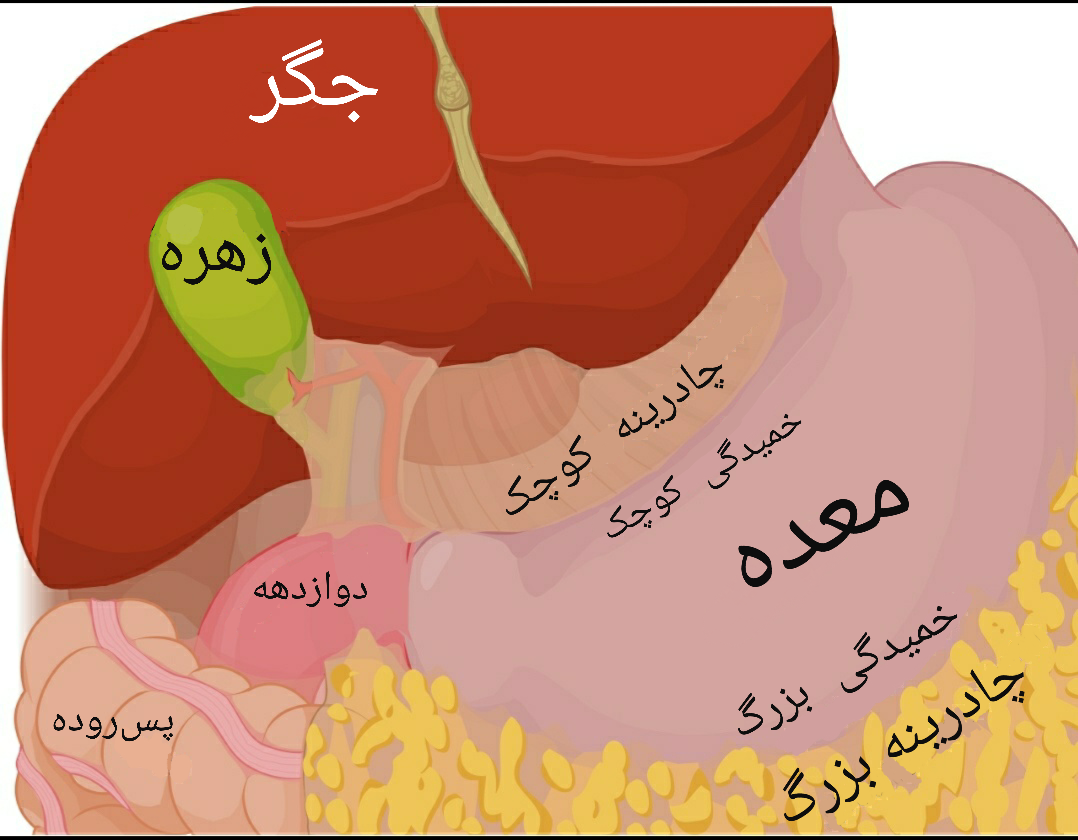 جگر
زهره
چادرینه کوچک
خمیدگی کوچک
معده
دوازدهه
خمیدگی بزرگ
چادرینه بزرگ
پس‌روده